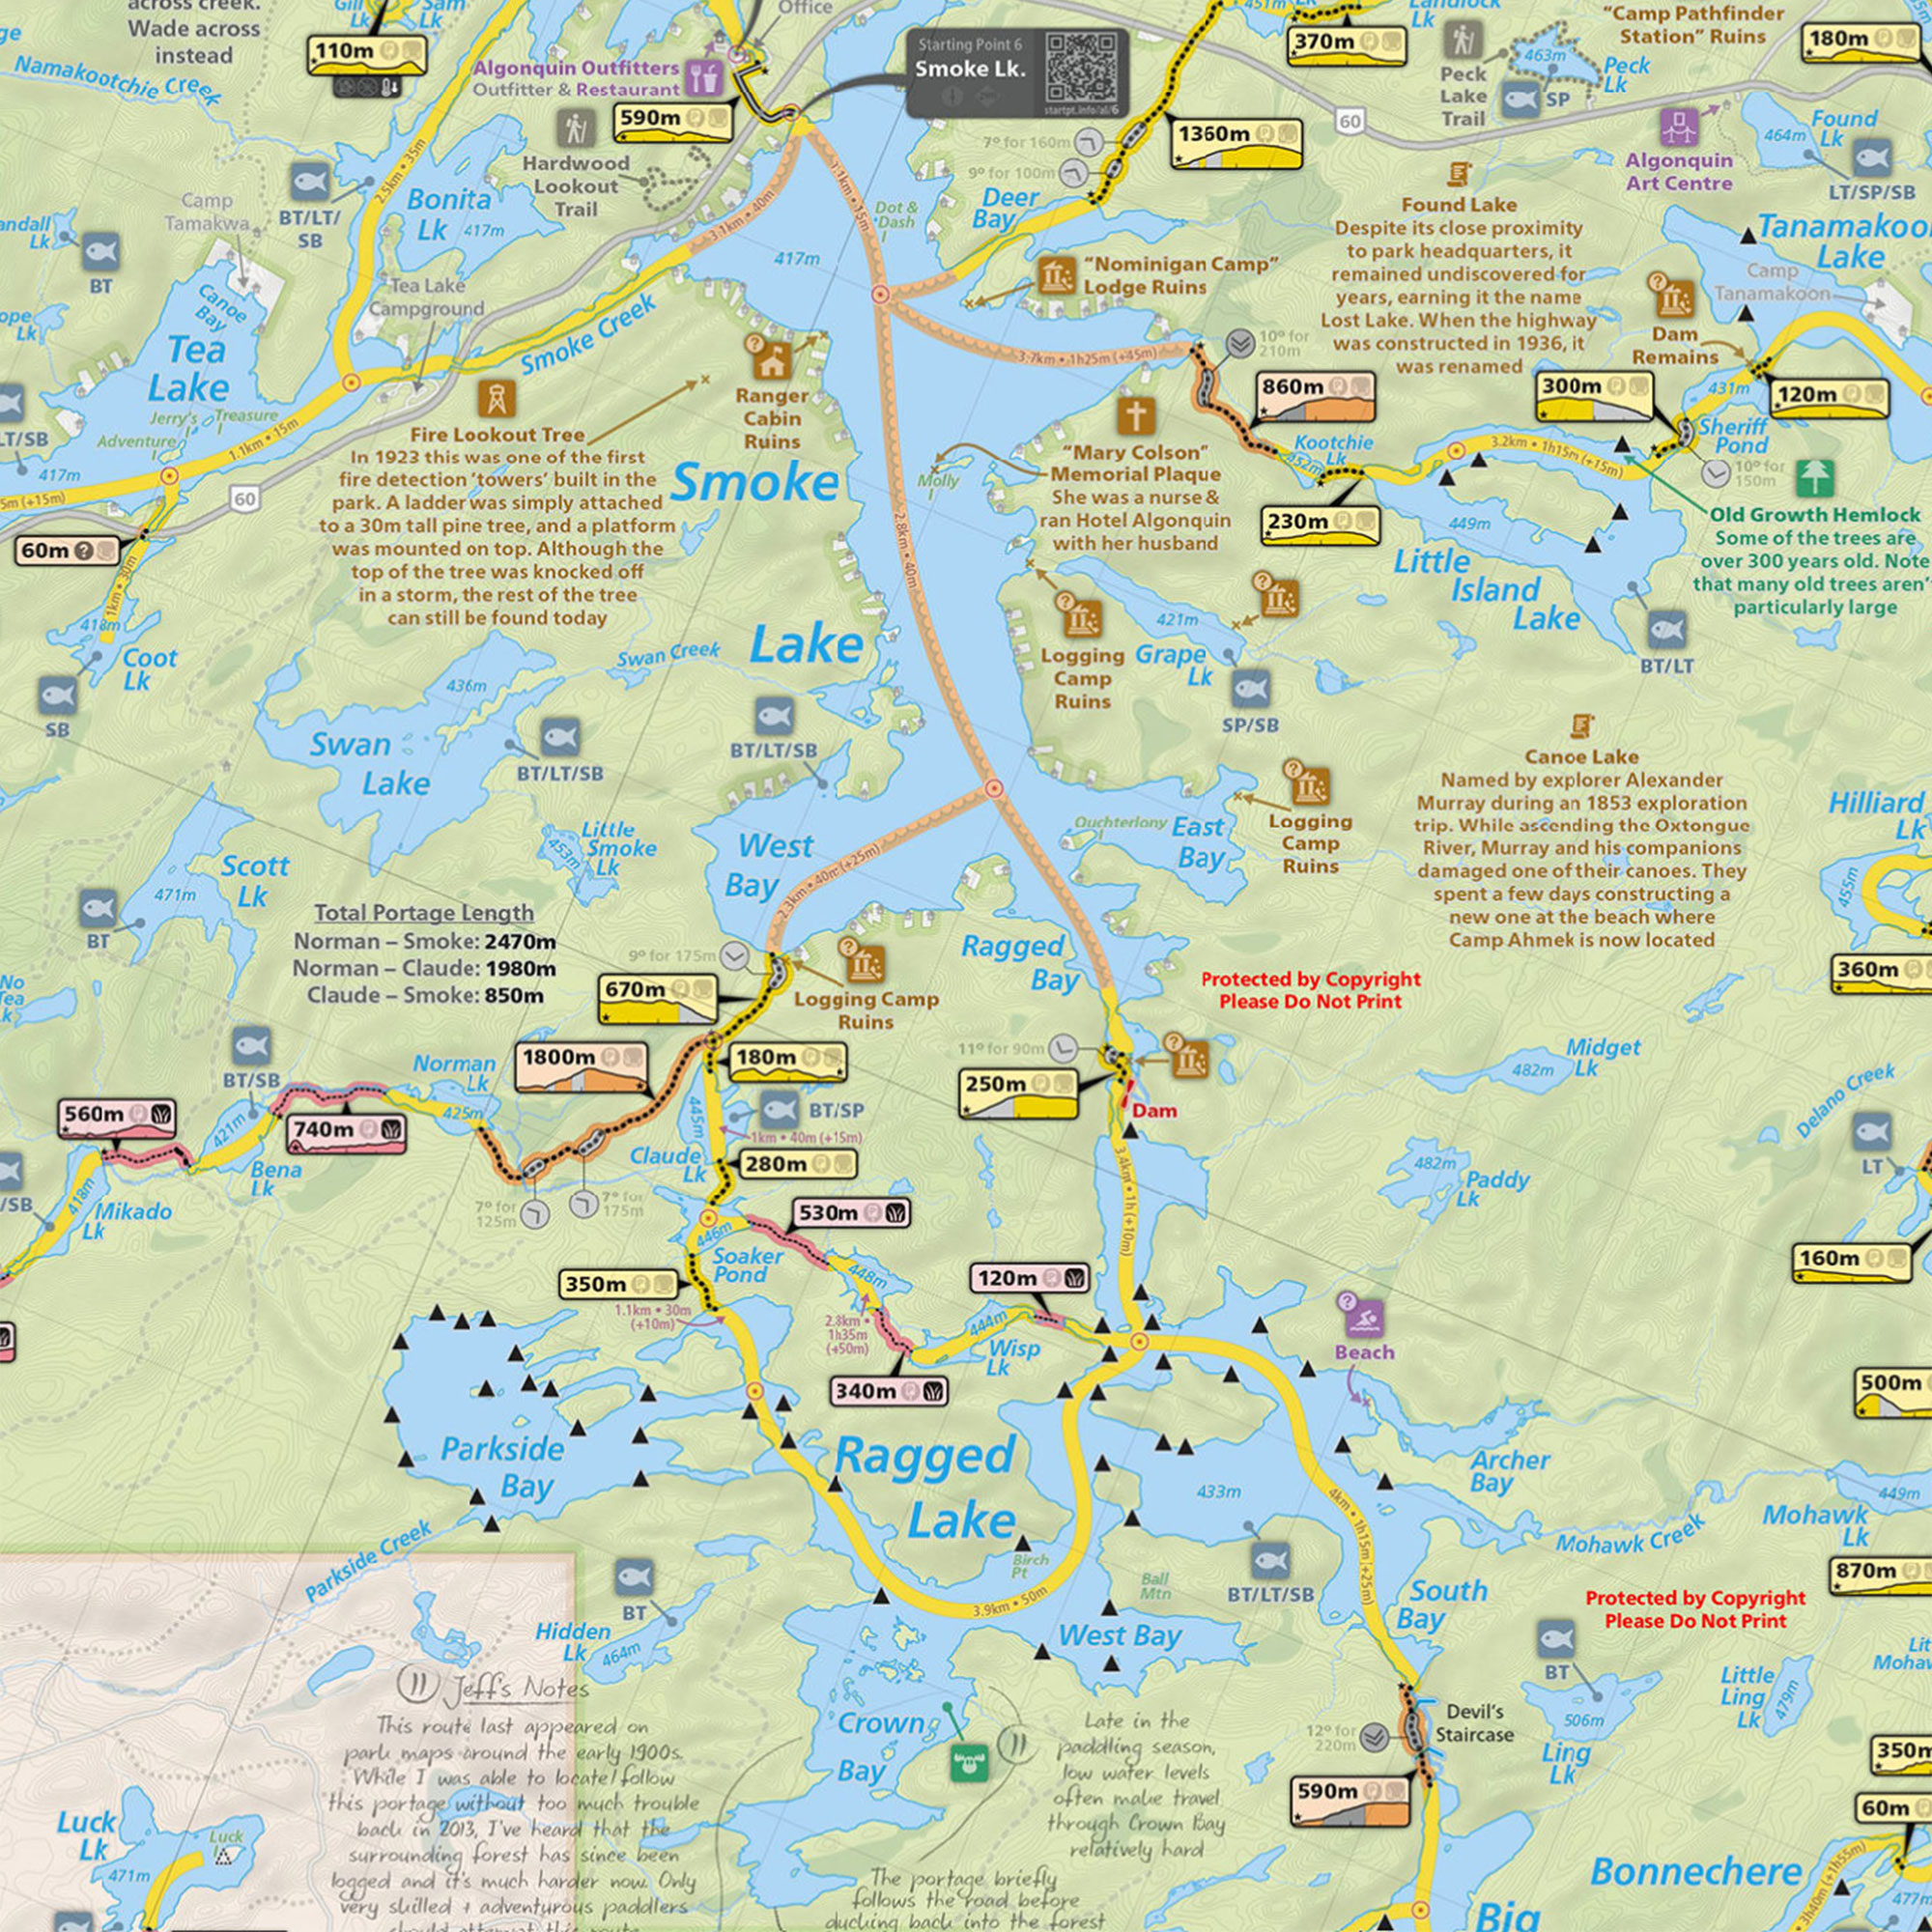 across creek.
Wade across
instead
Gill
Lk
Sam
Lk
Office
451m
Lk
"Camp Pathfinder
Station" Ruins
110m
Algonquin Outfitters
Outfitter & Restaurant
Starting Point 6
Smoke Lk.
startpt.info/al/6
370m
Peck
Lake
Trail
463m
Peck
Lk
SP
180m
Namakootchie Creek
590m
7° for 160m
9° for 100m
1360m
60
Found
Lk
464m
Algonquin
Art Centre
LT/SP/SB
Hardwood
Lookout
Trail
2.5km • 35m
Bonita
Lk
417m
BT/LT/
SB
Camp
Tamakwa
BT
3.1km • 40m
1.1km • 15m
Dot &
Dash
I
Deer
Bay
417m
Found Lake
Despite its close proximity
to park headquarters, it
remained undiscovered for
years, earning it the name
Lost Lake. When the highway
was constructed in 1936, it
was renamed
Lake
Camp
Tanamakoon
"Nominigan Camp"
Lodge Ruins
Tea Lake
Campground
Canoe
Bay
Tea
Lake
Smoke Creek
Jerry's I
Treasure
I
Adventure I
1.1km • 15m
417m
60
Ranger
Cabin
Ruins
Fire Lookout Tree
In 1923 this was one of the first
fire detection 'towers' built in the
park. A ladder was simply attached
to a 30m tall pine tree, and a platform
was mounted on top. Although the
top of the tree was knocked off
in a storm, the rest of the tree
can still be found today
3.7km • 1h25m (+45m)
10° for
210m
860m
Dam
Remains
300m
431m
120m
Sheriff
Pond
10° for
150m
Smoke
Lake
Molly
I
"Mary Colson"
Memorial Plaque
She was a nurse &
ran Hotel Algonquin
with her husband
Kootchie
Lk
452m
230m
3.2km • 1h15m (+15m)
449m
Little
Island
Lake
Old Growth Hemlock
Some of the trees are
over 300 years old. Note
that many old trees aren'
particularly large
BT/LT
60m
1km • 30m
418m
Coot
Lk
SB
2.8km • 40m
Swan Creek
436m
Swan
Lake
BT/LT/SB
BT/LT/SB
Logging
Camp
Ruins
421m
Grape
Lk
SP/SB
Canoe Lake
Named by explorer Alexander
Murray during an 1853 exploration
trip. While ascending the Oxtongue
River, Murray and his companions
damaged one of their canoes. They
spent a few days constructing a
new one at the beach where
Camp Ahmek is now located
Logging
Camp
Ruins
Ouchterlony
I
East
Bay
Hilliard
Lk
455m
360m
Little
Smoke
Lk
453m
West
Bay
2.3km • 40m (+25m)
Scott
Lk
471m
BT
Total Portage Length
Norman – Smoke: 2470m
Norman – Claude: 1980m
Claude – Smoke: 850m
9° for 175m
670m
Logging Camp
Ruins
Ragged
Bay
Protected by Copyright
Please Do Not Print
No
Tea
BT/SB
Norman
Lk
425m
1800m
180m
11° for 90m
250m
Dam
482m
Midget
Lk
Delano Creek
LT
560m
421m
740m
445m
BT/SP
1km • 40m (+15m)
Claude
Lk
280m
Bena
Lk
418m
Mikado
Lk
7° for
125m
7° for
175m
530m
446m
Soaker
Pond
3.4km • 1h (+10m)
482m
Paddy
Lk
160m
350m
1.1km • 30m
(+10m)
448m
2.8km •
1h35m
(+50m)
120m
444m
Wisp
Lk
340m
Beach
500m
Parkside
Bay
Ragged
Lake
433m
Archer
Bay
449m
Mohawk
Lk
Mohawk Creek
4km • 1h15m (+25m)
Parkside Creek
Birch
Pt
Ball
Mtn
BT/LT/SB
870m
South
Bay
Protected by Copyright
Please Do Not Print
3.9km • 50m
West Bay
BT
Hidden
Lk
464m
BT
Little
Ling
Lk
479m
506m
Ling
Lk
Jeff's Notes
This route last appeared on
park maps around the early 1900s.
While I was able to locate/follow
this portage without too much trouble
back in 2013, I've heard that the
surrounding forest has since been
logged and it's much harder now. Only
very skilled + adventurous paddlers
should attempt this route
Crown
Bay
Late in the
paddling season,
low water levels
often make travel
through Crown Bay
relatively hard
The portage briefly
follows the road before
ducking back into the forest
12° for
220m
Devil's
Staircase
590m
350m
60m
Luck
Lk
Luck
471m
Bonnechere
3h40m (+1h55m)
477m
Big